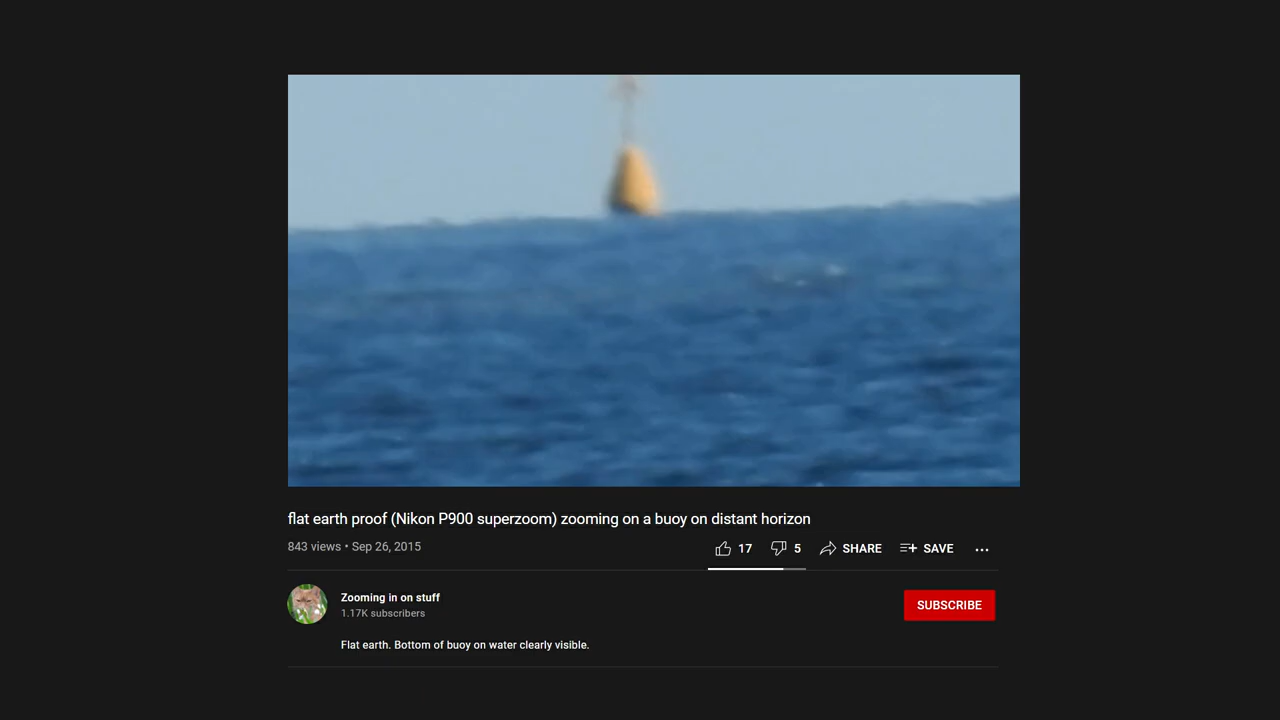 flat earth proof (Nikon P900 superzoom) zooming on a buoy on distant horizon
843 views • Sep 26, 2015
17
5
SHARE
SAVE
Zooming in on stuff
1.17K subscribers
SUBSCRIBE
Flat earth. Bottom of buoy on water clearly visible.